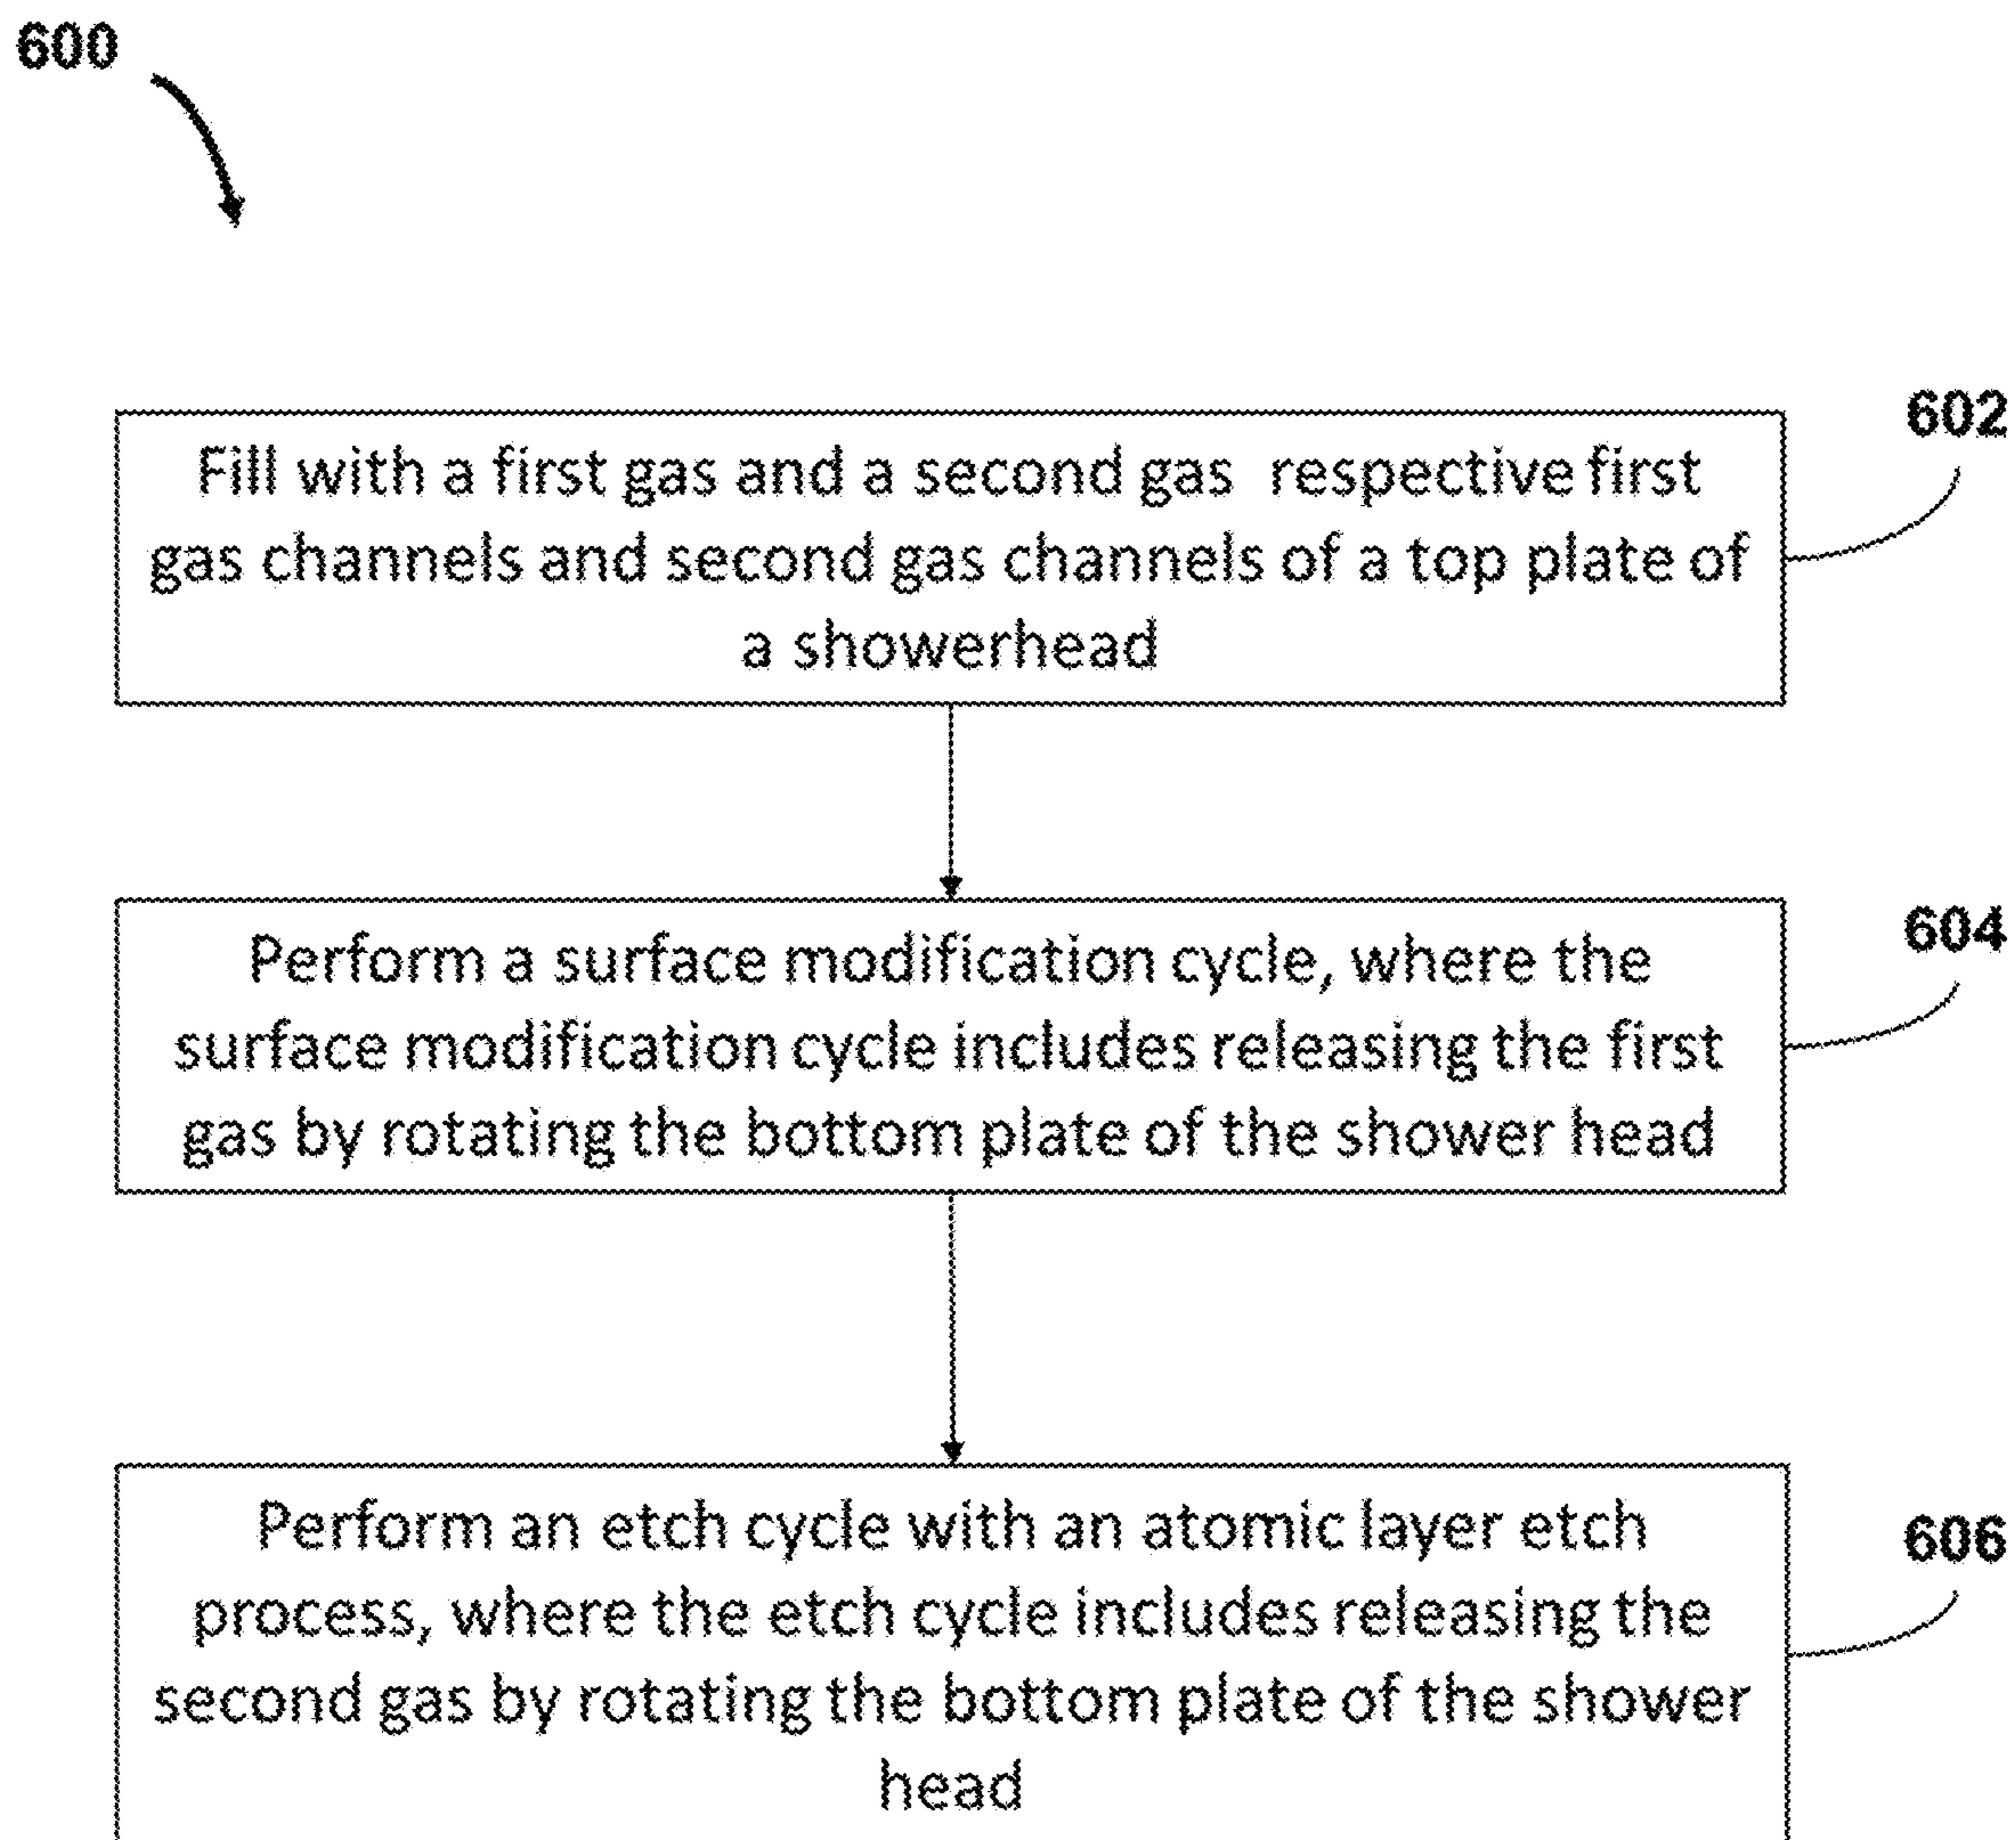 600
602
Fill with a first gas and a second gas respective first
gas channels and second gas channels of a top plate of
a showerhead
604
Perform a surface modification cycle, where the
surface modification cycle includes releasing the first
gas by rotating the bottom plate of the shower head
606
Perform an etch cycle with an atomic layer etch
process, where the etch cycle includes releasing the
second gas by rotating the bottom plate of the shower
head